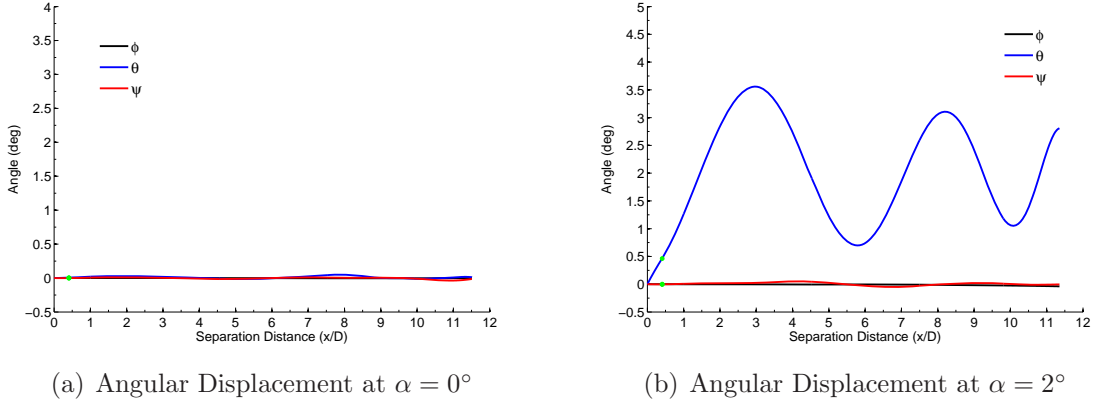 4
3.5
3
2.5
2
1.5
1
0.5
0
−0.5
Angle (deg)
ϕ
θ
ψ
0 1 2 3 4 5 6 7 8 9 10 11 12
Separation Distance (x/D)
(a) Angular Displacement at α = 0°
5
4.5
4
3.5
3
2.5
2
1.5
1
0.5
0
−0.5
Angle (deg)
ϕ
θ
ψ
0 1 2 3 4 5 6 7 8 9 10 11 12
Separation Distance (x/D)
(b) Angular Displacement at α = 2°